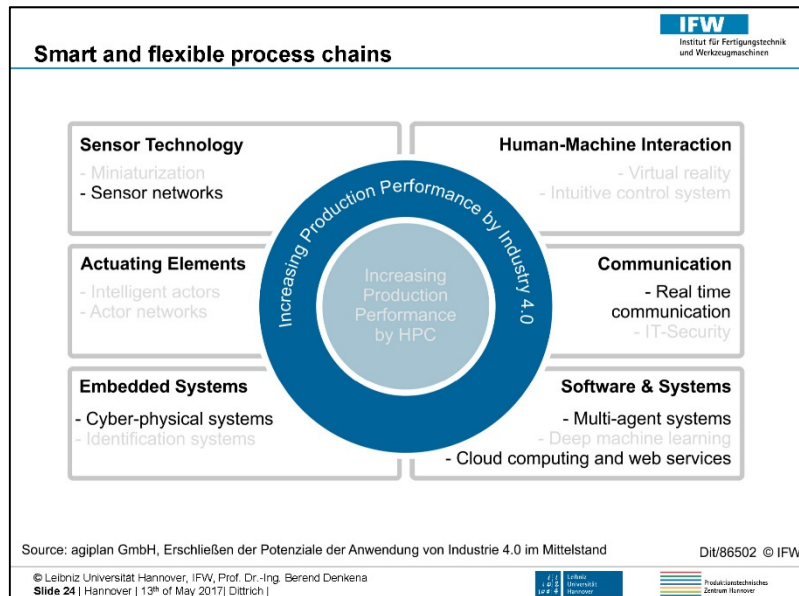 Smart and flexible process chains
IFW
Institut für Fertigungstechnik
und Werkzeugmaschinen
Sensor Technology
- Miniaturization
- Sensor networks
Human-Machine Interaction
- Virtual reality
- Intuitive control system
Actuating Elements
- Intelligent actors
- Actor networks
Communication
- Real time
communication
- IT-Security
Embedded Systems
- Cyber-physical systems
- Identification systems
Software & Systems
- Multi-agent systems
- Deep machine learning
- Cloud computing and web services
Increasing Production Performance by Industry 4.0
Increasing
Production
Performance
by HPC
Source: agiplan GmbH, Erschließen der Potenziale der Anwendung von Industrie 4.0 im Mittelstand
Dit/86502 © IFW
© Leibniz Universität Hannover, IFW, Prof. Dr.-Ing. Berend Denkena
Slide 24 | Hannover | 13th of May 2017| Dittrich |
Leibniz
Universität
Hannover
Produktionstechnisches
Zentrum Hannover